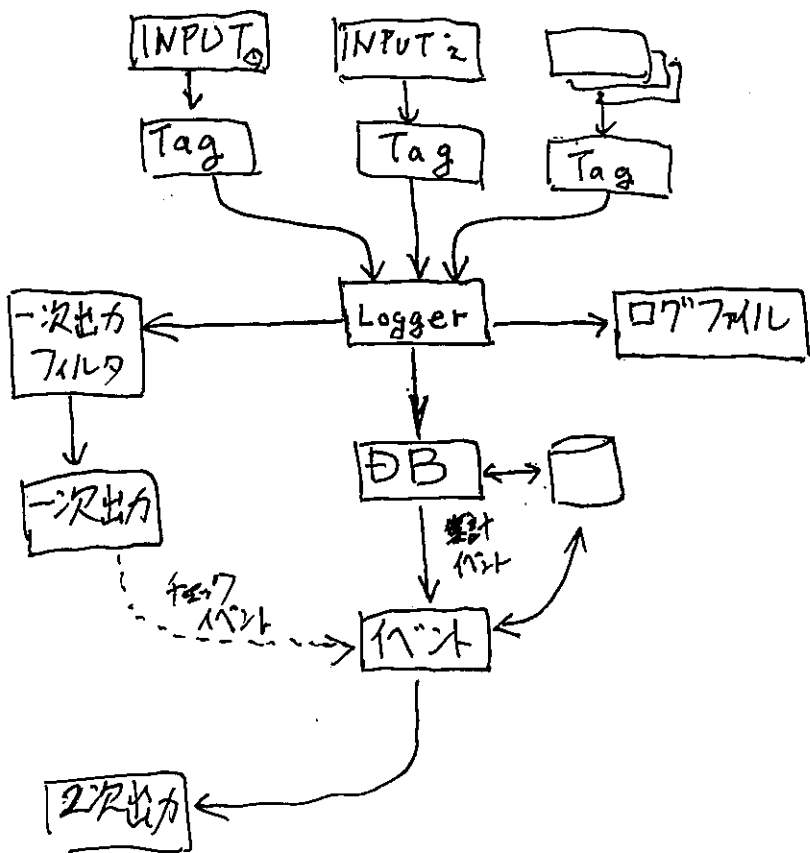 INPUT①
INPUT2
Tag
Tag
Tag
一次出力
フィルタ
Logger
ログファイル
一次出力
DB
集計
イベント
チェック
イベント
イベント
2次出力